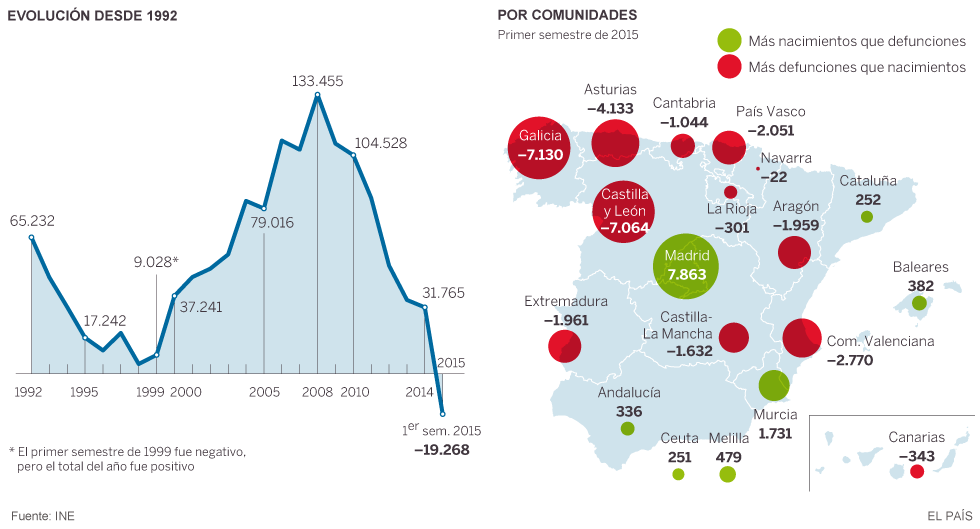 EVOLUCIÓN DESDE 1992
133.455
104.528
65.232
79.016
9.028*
37.241
31.765
17.242
2015
1992
1995
1999
2000
2005
2008
2010
2014
1er sem. 2015
–19.268
* El primer semestre de 1999 fue negativo,
pero el total del año fue positivo
Fuente: INE
POR COMUNIDADES
Primer semestre de 2015
Más nacimientos que defunciones
Más defunciones que nacimientos
Asturias
–4.133
Cantabria
–1.044
País Vasco
–2.051
Galicia
–7.130
Navarra
–22
Cataluña
252
Castilla
y León
–7.064
La Rioja
–301
Aragón
–1.959
Madrid
7.863
Baleares
382
Extremadura
–1.961
Castilla-
La Mancha
–1.632
Com. Valenciana
–2.770
Andalucía
336
Murcia
1.731
Ceuta
251
Melilla
479
Canarias
–343
EL PAÍS